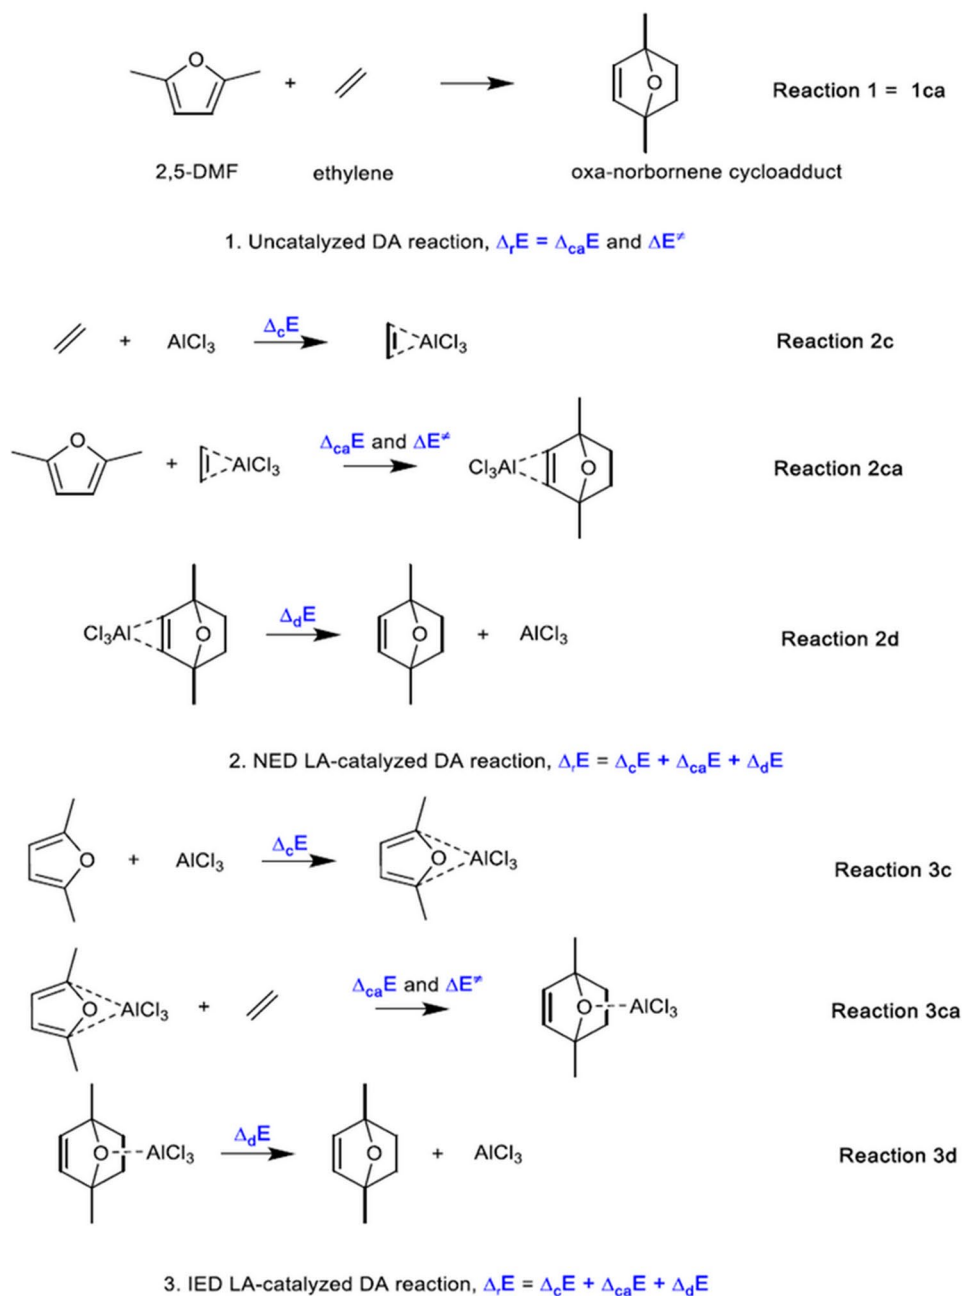 O
+
O
Reaction 1 = 1ca
2,5-DMF ethylene oxa-norbornene cycloadduct
1. Uncatalyzed DA reaction, ΔrE = ΔcaE and ΔE≠
+ AlCl3 ΔcE AlCl3 Reaction 2c
O + AlCl3 ΔcaE and ΔE≠ Cl3Al O Reaction 2ca
Cl3Al O ΔdE O + AlCl3 Reaction 2d
2. NED LA-catalyzed DA reaction, ΔrE = ΔcE + ΔcaE + ΔdE
O + AlCl3 ΔcE O AlCl3 Reaction 3c
O AlCl3 + ΔcaE and ΔE≠ O AlCl3 Reaction 3ca
O AlCl3 ΔdE O + AlCl3 Reaction 3d
3. IED LA-catalyzed DA reaction, ΔrE = ΔcE + ΔcaE + ΔdE